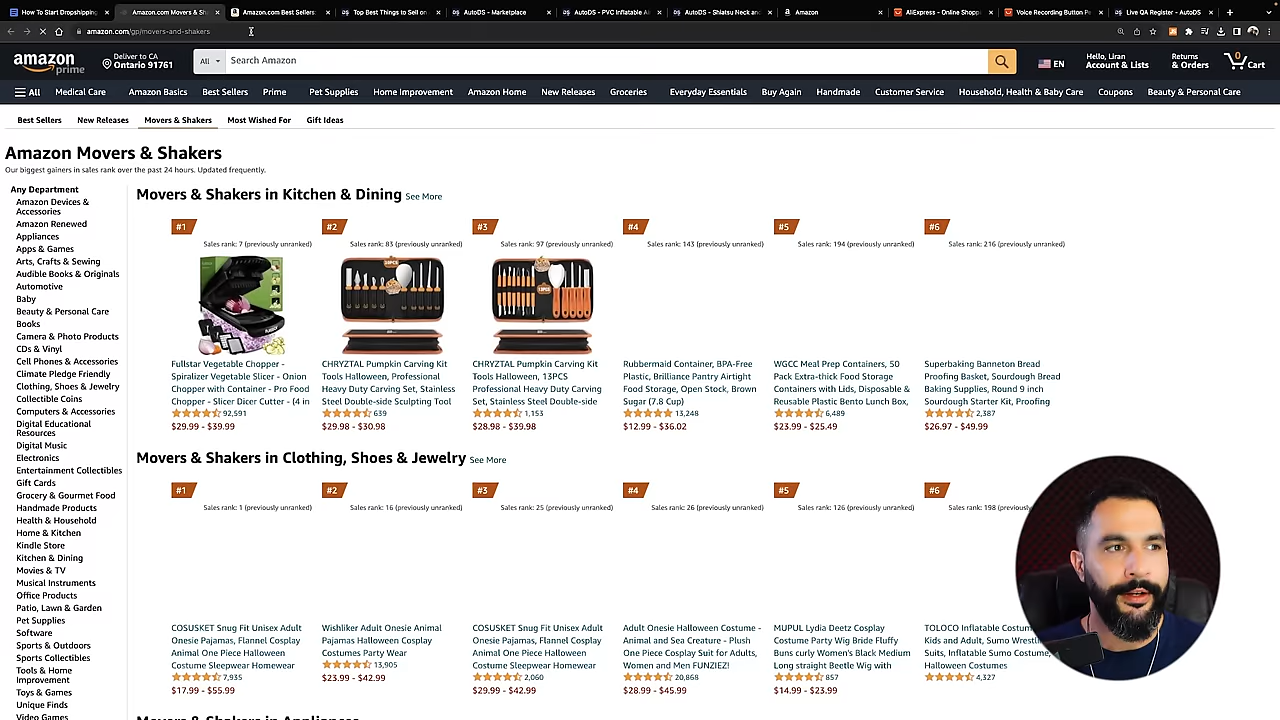 How To Start Dropshipping
Amazon.com Movers & Sh
Amazon.com Best Sellers:
Top Best Things to Sell on
AutoDS - Marketplace
AutoDS - PVC Inflatable
AutoDS - Shiatsu Neck and
Amazon
AliExpress - Online Shopp
Voice Recording Button P
Live QA Register - AutoDS
amazon.com/gp/movers-and-shakers
amazon prime
Deliver to CA
Ontario 91761
All
Search Amazon
EN
Hello, Liran
Account & Lists
Returns
& Orders
0
Cart
All Medical Care Amazon Basics Best Sellers Prime Pet Supplies Home Improvement Amazon Home New Releases Groceries Everyday Essentials Buy Again Handmade Customer Service Household, Health & Baby Care Coupons Beauty & Personal Care
Best Sellers New Releases Movers & Shakers Most Wished For Gift Ideas
Amazon Movers & Shakers
Our biggest gainers in sales rank over the past 24 hours. Updated frequently.
Any Department
Amazon Devices &
Accessories
Amazon Renewed
Appliances
Apps & Games
Arts, Crafts & Sewing
Audible Books & Originals
Automotive
Baby
Beauty & Personal Care
Books
Camera & Photo Products
CDs & Vinyl
Cell Phones & Accessories
Climate Pledge Friendly
Clothing, Shoes & Jewelry
Collectible Coins
Computers & Accessories
Digital Educational
Resources
Digital Music
Electronics
Entertainment Collectibles
Gift Cards
Grocery & Gourmet Food
Handmade Products
Health & Household
Home & Kitchen
Kindle Store
Kitchen & Dining
Movies & TV
Musical Instruments
Office Products
Patio, Lawn & Garden
Pet Supplies
Software
Sports & Outdoors
Sports Collectibles
Tools & Home
Improvement
Toys & Games
Unique Finds
Video Games
Movers & Shakers in Kitchen & Dining See More
#1
Sales rank: 7 (previously unranked)
Fullstar Vegetable Chopper -
Spiralizer Vegetable Slicer - Onion
Chopper with Container - Pro Food
Chopper - Slicer Dicer Cutter - (4 in
92,591
$29.99 - $39.99
#2
Sales rank: 83 (previously unranked)
CHRYZTAL Pumpkin Carving Kit
Tools Halloween, Professional
Heavy Duty Carving Set, Stainless
Steel Double-side Sculpting Tool
639
$29.98 - $30.98
#3
Sales rank: 97 (previously unranked)
13PCS
CHRYZTAL Pumpkin Carving Kit
Tools Halloween, 13PCS
Professional Heavy Duty Carving
Set, Stainless Steel Double-side
1,153
$28.98 - $39.98
#4
Sales rank: 143 (previously unranked)
Rubbermaid Container, BPA-Free
Plastic, Brilliance Pantry Airtight
Food Storage, Open Stock, Brown
Sugar (7.8 Cup)
13,248
$12.99 - $36.02
#5
Sales rank: 194 (previously unranked)
WGCC Meal Prep Containers, 50
Pack Extra-thick Food Storage
Containers with Lids, Disposable &
Reusable Plastic Bento Lunch Box,
6,489
$23.99 - $25.49
#6
Sales rank: 216 (previously unranked)
Superbaking Banneton Bread
Proofing Basket, Sourdough Bread
Baking Supplies, Round 9 inch
Sourdough Starter Kit, Proofing
2,387
$26.97 - $49.99
Movers & Shakers in Clothing, Shoes & Jewelry See More
#1
Sales rank: 1 (previously unranked)
COSUSKET Snug Fit Unisex Adult
Onesie Pajamas, Flannel Cosplay
Animal One Piece Halloween
Costume Sleepwear Homewear
7,935
$17.99 - $55.99
#2
Sales rank: 16 (previously unranked)
Wishliker Adult Onesie Animal
Pajamas Halloween Cosplay
Costumes Party Wear
13,905
$23.99 - $42.99
#3
Sales rank: 25 (previously unranked)
COSUSKET Snug Fit Unisex Adult
Onesie Pajamas, Flannel Cosplay
Animal One Piece Halloween
Costume Sleepwear Homewear
2,060
$29.99 - $42.99
#4
Sales rank: 26 (previously unranked)
Adult Onesie Halloween Costume -
Animal and Sea Creature - Plush
One Piece Cosplay Suit for Adults,
Women and Men FUNZIEZ!
20,868
$28.99 - $45.99
#5
Sales rank: 126 (previously unranked)
MUPUL Lydia Deetz Cosplay
Costume Party Wig Bride Fluffy
Buns curly Women's Black Medium
Long straight Beetle Wig with
857
$14.99 - $23.99
#6
Sales rank: 198 (previously
TOLOCO Inflatable Costum
Kids and Adult, Sumo Wrestl
Suits, Inflatable Sumo Costume,
Halloween Costumes
4,327
Movers & Shakers in Appliances